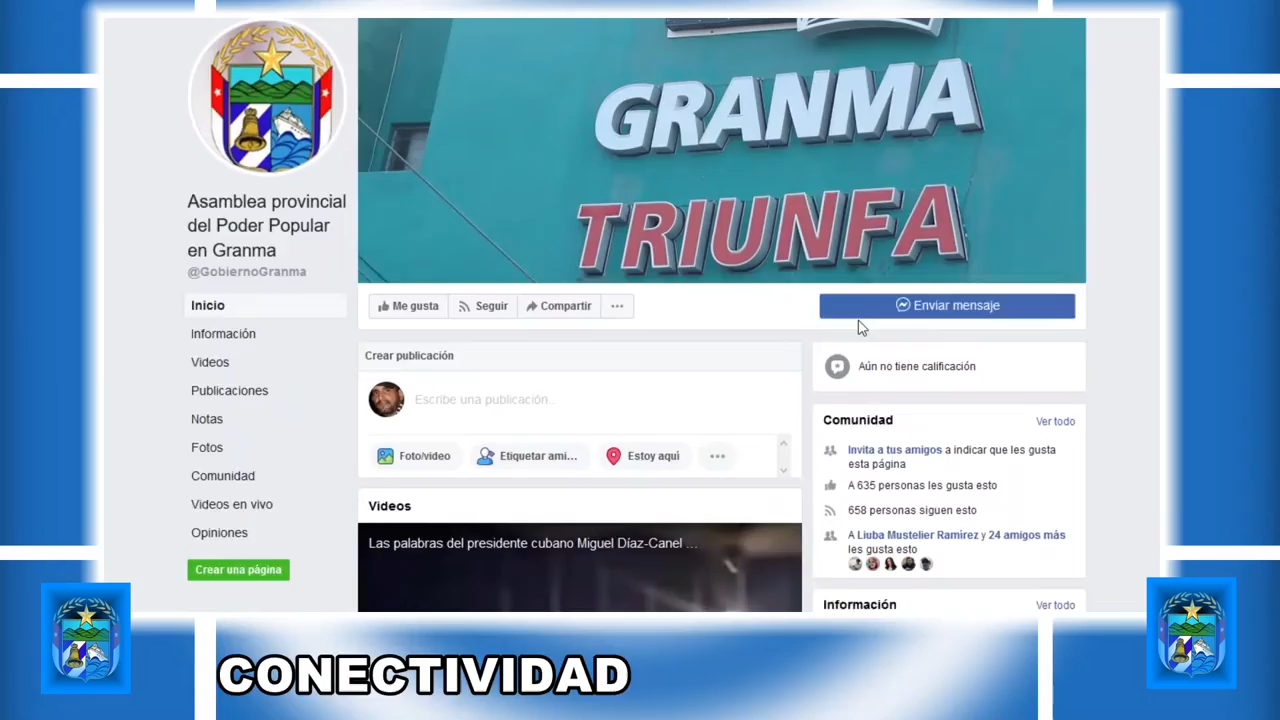 GRANMA
TRIUNFA
Asamblea provincial
del Poder Popular
en Granma
@GobiernoGranma
Inicio
Información
Videos
Publicaciones
Notas
Fotos
Comunidad
Videos en vivo
Opiniones
Crear una página
Me gusta
Seguir
Compartir
Enviar mensaje
Crear publicación
Escribe una publicación...
Foto/video
Etiquetar ami...
Estoy aquí
Videos
Las palabras del presidente cubano Miguel Díaz-Canel ...
Aún no tiene calificación
Comunidad
Ver todo
Invita a tus amigos a indicar que les gusta
esta página
A 635 personas les gusta esto
658 personas siguen esto
A Liuba Mustelier Ramírez y 24 amigos más
les gusta esto
Información
Ver todo
CONECTIVIDAD